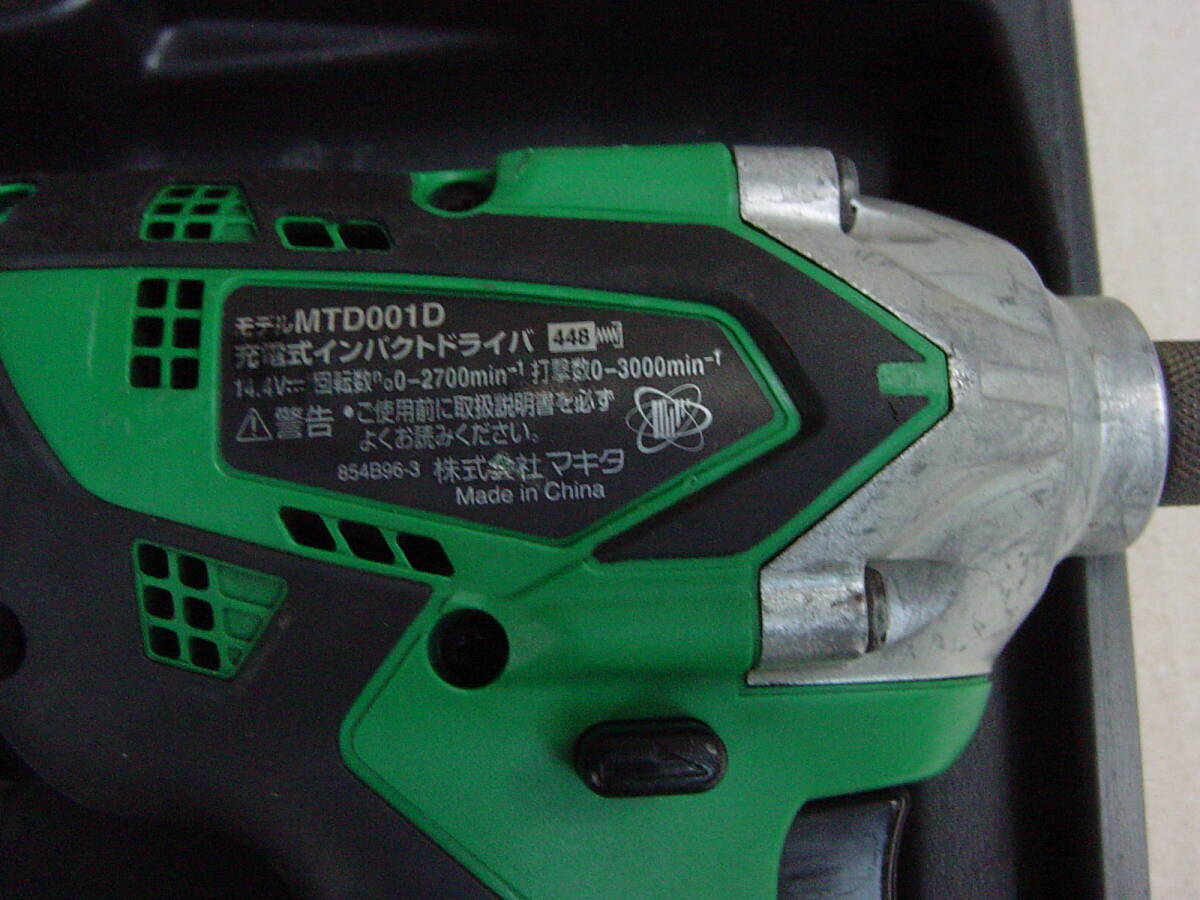 モデルMTD001D
充電式インパクトドライバ 448
14.4V⎓ 回転数n₀0-2700min⁻¹ 打撃数0-3000min⁻¹
⚠警告 •ご使用前に取扱説明書を必ず
よくお読みください。
854B96-3 株式会社マキタ
Made in China